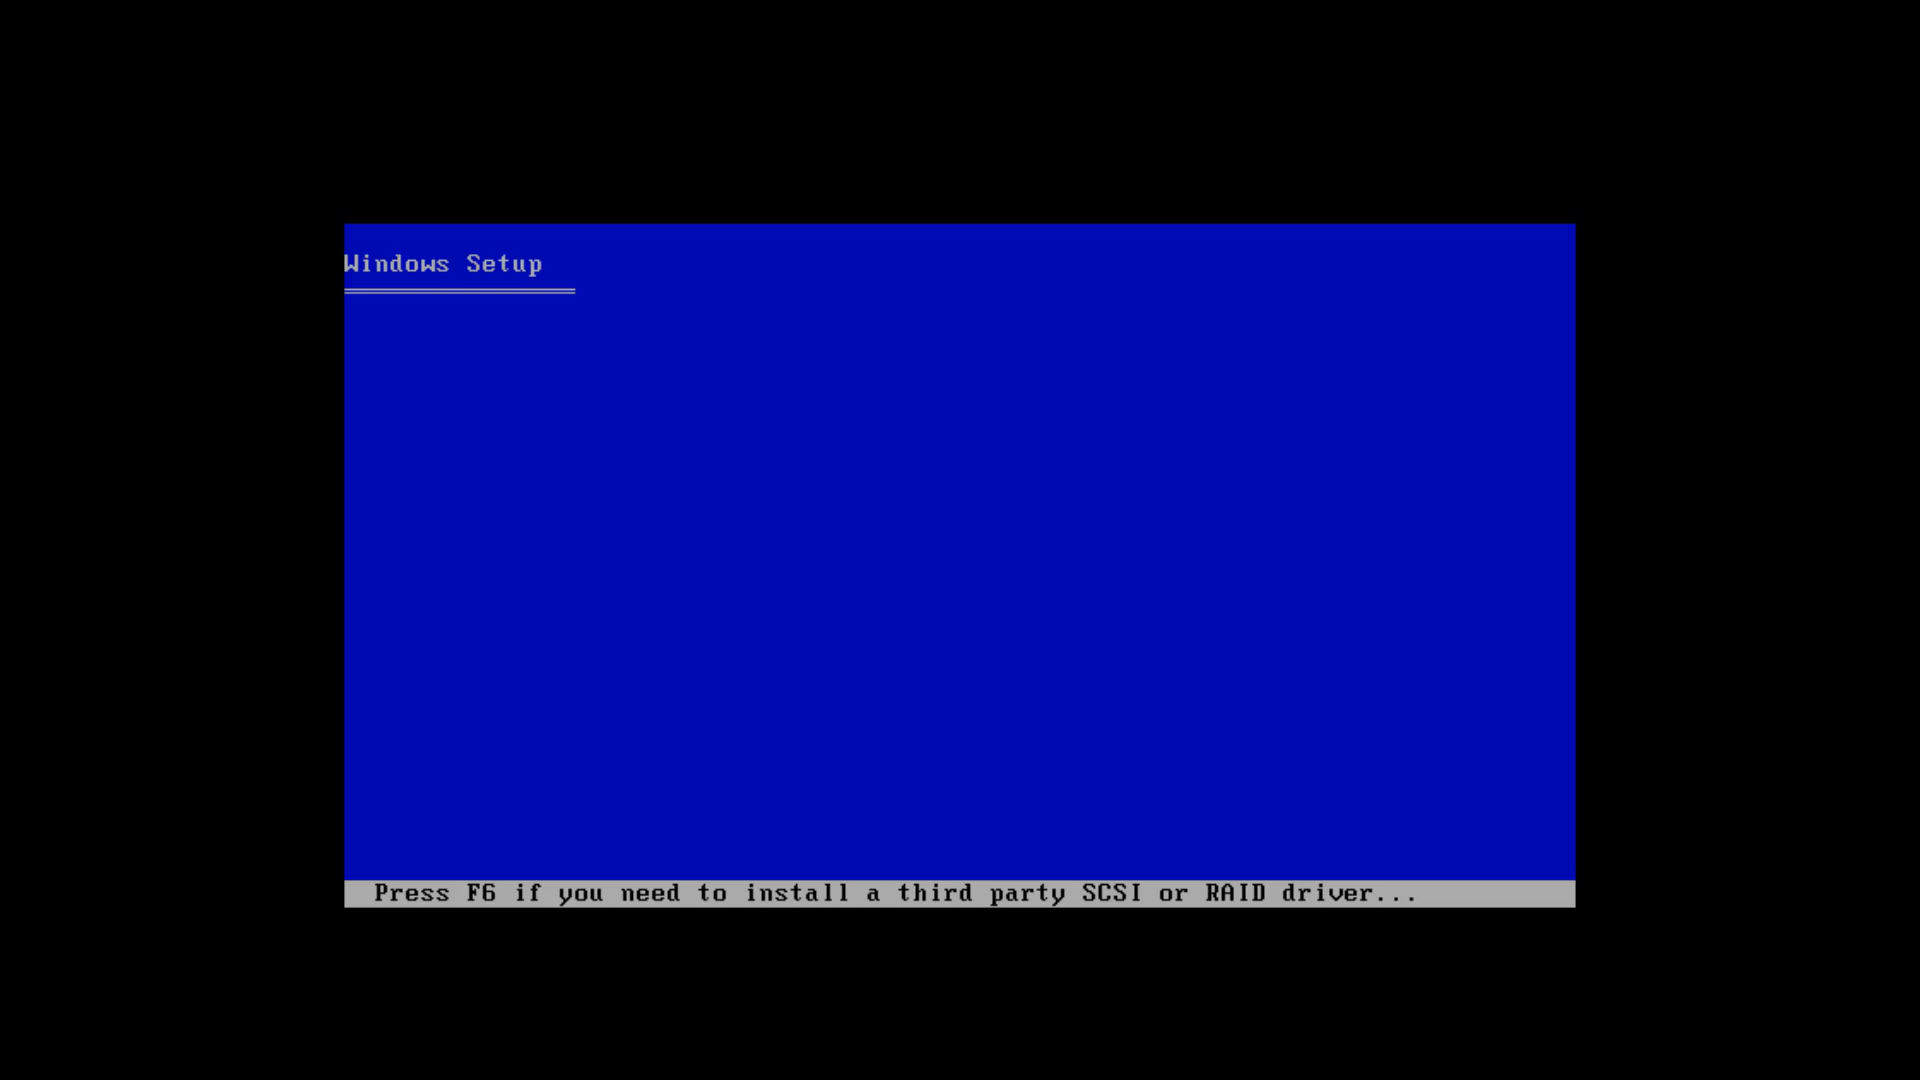 Windows Setup
Press F6 if you need to install a third party SCSI or RAID driver...